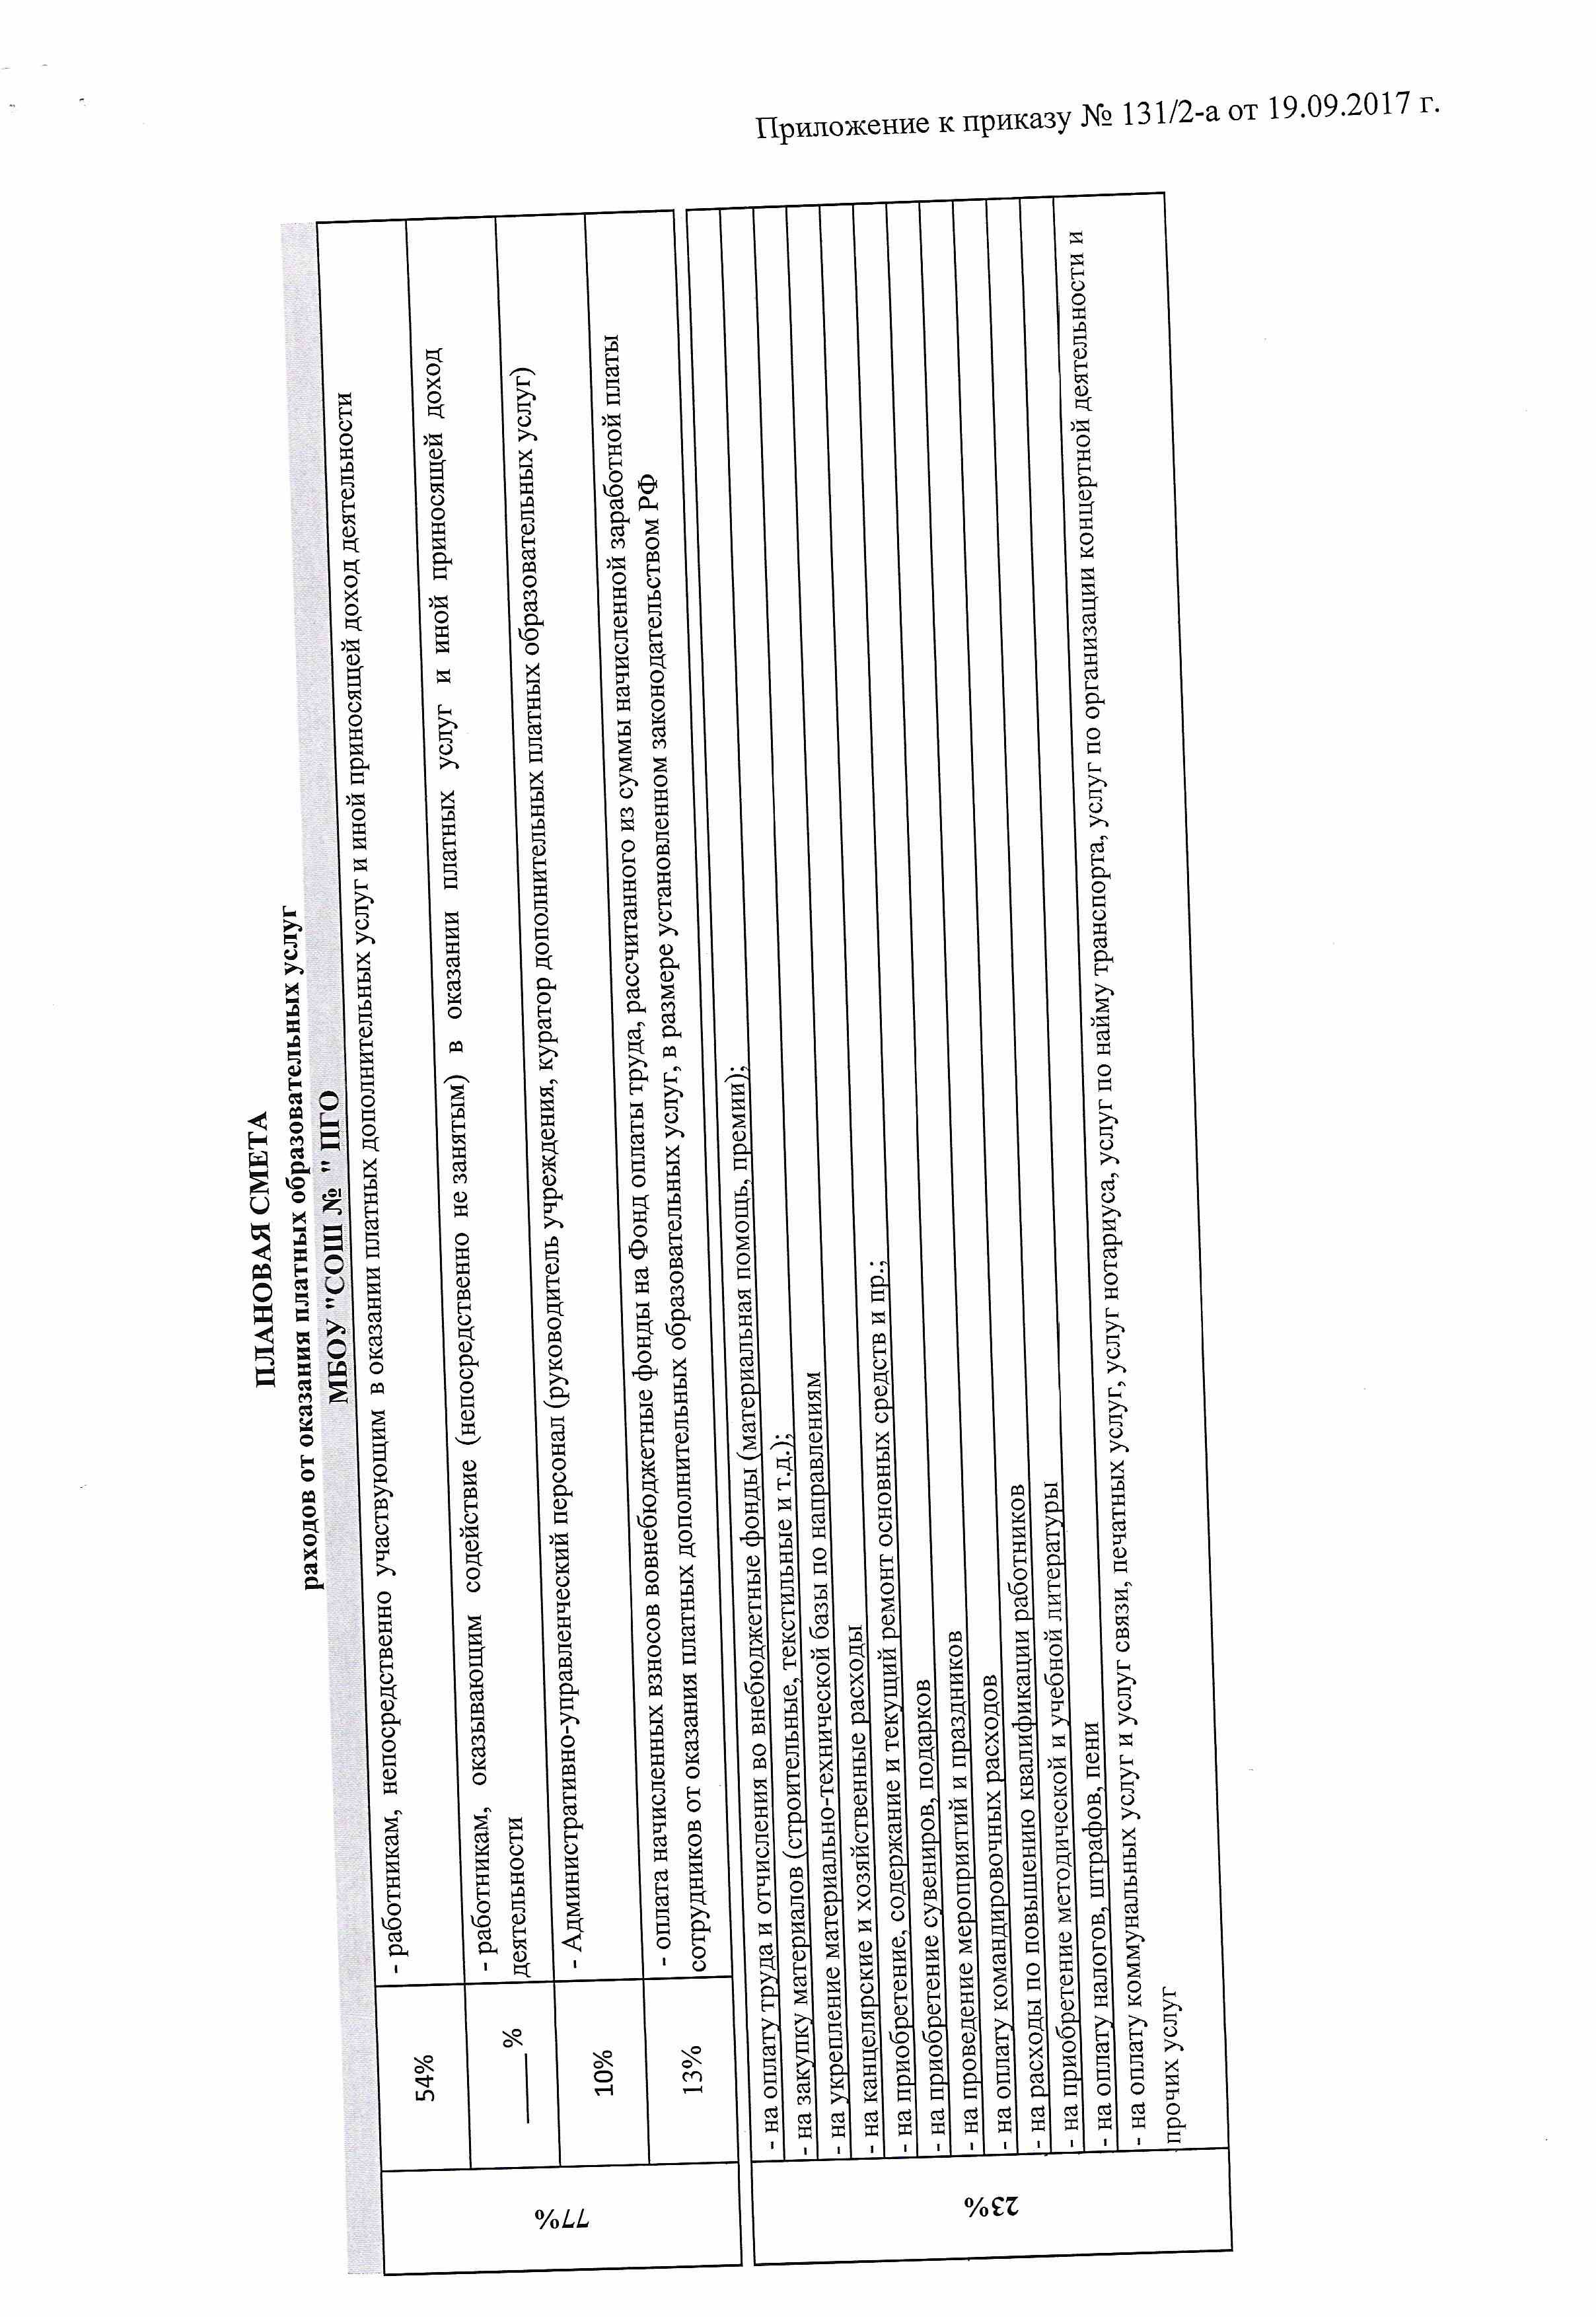 Приложение к приказу № 131/2-а от 19.09.2017 г.
ПЛАНОВАЯ СМЕТА
раходов от оказания платных образовательных услуг
МБОУ "СОШ № " ПГО
77%
54%
- работникам, непосредственно участвующим в оказании платных дополнительных услуг и иной приносящей доход деятельности
_____ %
- работникам, оказывающим содействие (непосредственно не занятым) в оказании платных услуг и иной приносящей доход
деятельности
10%
- Административно-управленческий персонал (руководитель учреждения, куратор дополнительных платных образовательных услуг)
13%
- оплата начисленных взносов вовнебюджетные фонды на Фонд оплаты труда, рассчитанного из суммы начисленной заработной платы
сотрудников от оказания платных дополнительных образовательных услуг, в размере установленном законодательством РФ
23%
- на оплату труда и отчисления во внебюджетные фонды (материальная помощь, премии);
- на закупку материалов (строительные, текстильные и т.д.);
- на укрепление материально-технической базы по направлениям
- на канцелярские и хозяйственные расходы
- на приобретение, содержание и текущий ремонт основных средств и пр.;
- на приобретение сувениров, подарков
- на проведение мероприятий и праздников
- на оплату командировочных расходов
- на расходы по повышению квалификации работников
- на приобретение методической и учебной литературы
- на оплату налогов, штрафов, пени
- на оплату коммунальных услуг и услуг связи, печатных услуг, услуг нотариуса, услуг по найму транспорта, услуг по организации концертной деятельности и
прочих услуг